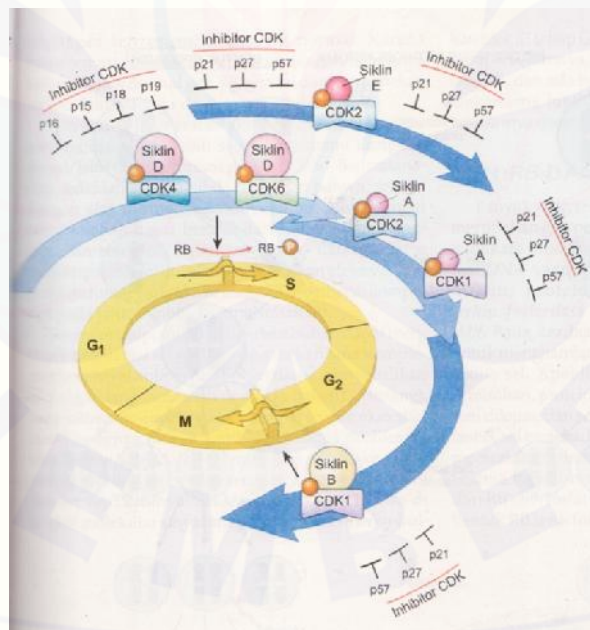 Inhibitor CDK
p21 p27 p57
Inhibitor CDK
p16 p15 p18 p19
Siklin
E
CDK2
Inhibitor CDK
p21 p27 p57
Siklin
D
CDK4
Siklin
D
CDK6
Siklin
A
CDK2
Siklin
A
CDK1
Inhibitor CDK
p21
p27
p57
RB RB P
S
G1
G2
M
Siklin
B
CDK1
p57 p27 p21
Inhibitor CDK